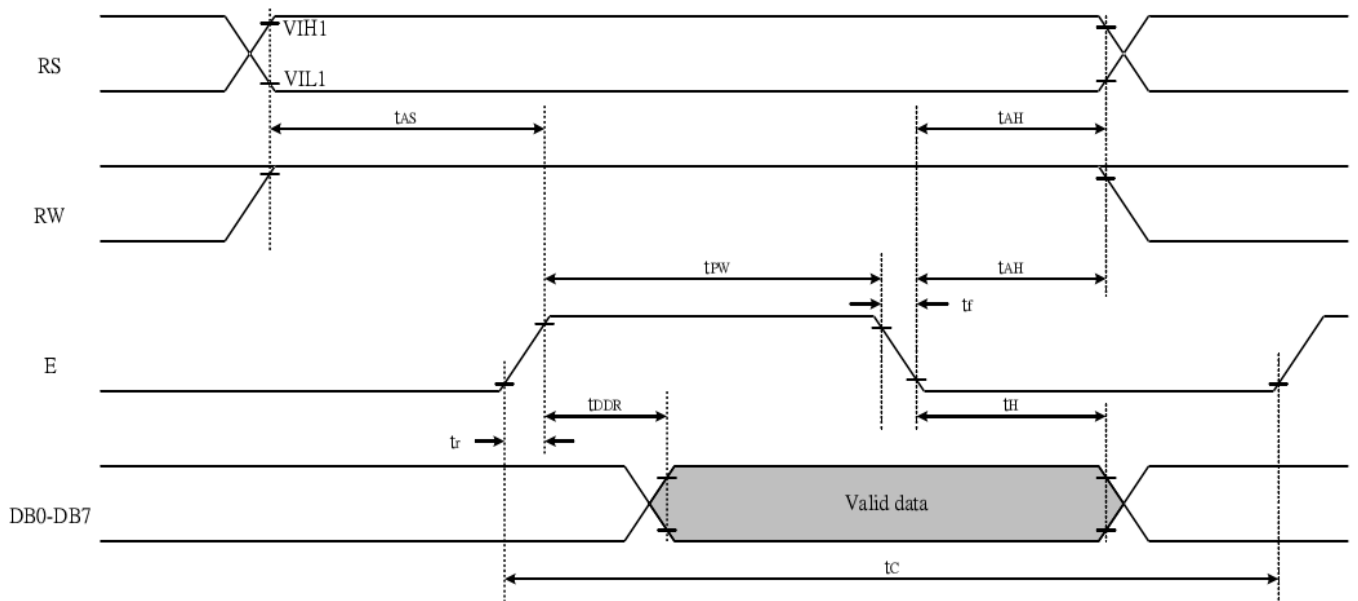 VIH1
RS
VIL1
tAS
tAH
RW
tPW
tAH
tf
E
tDDR
tH
tr
Valid data
DB0-DB7
tC